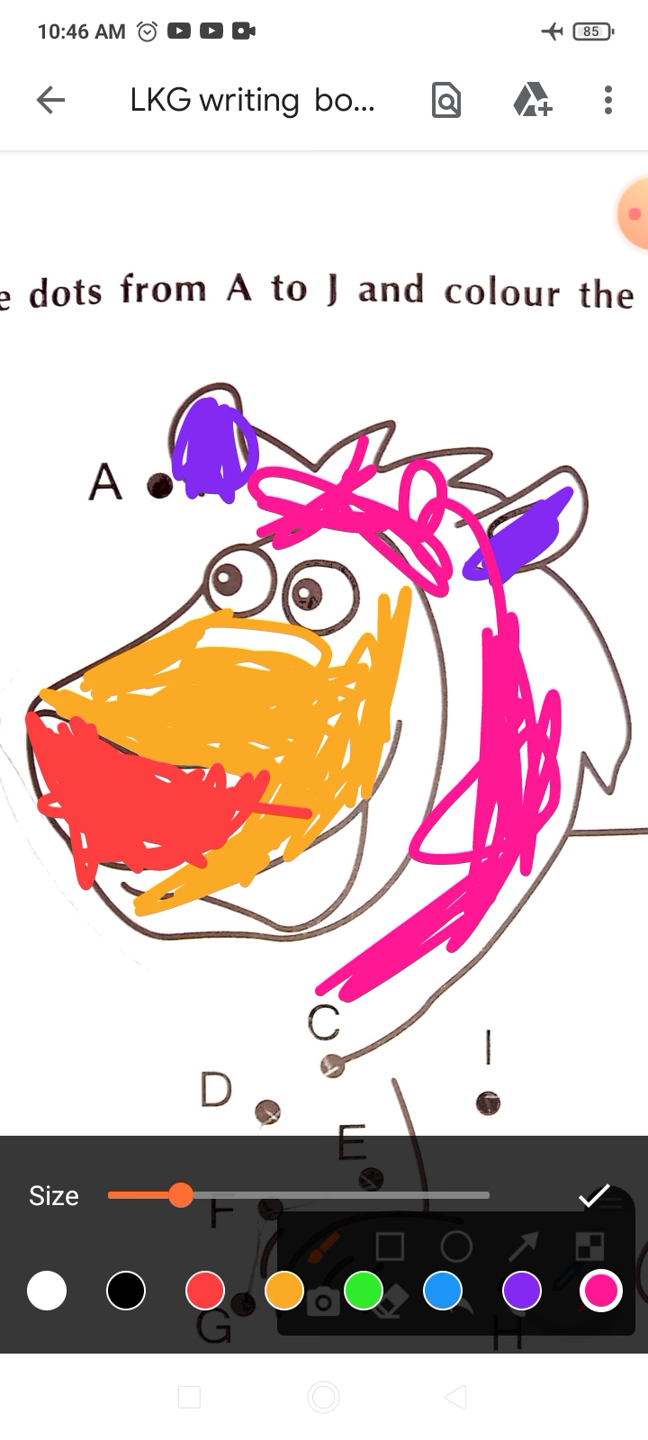 10:46 AM 85
LKG writing bo...
e dots from A to J and colour the
A
C
I
D
E
Size
F
G
H